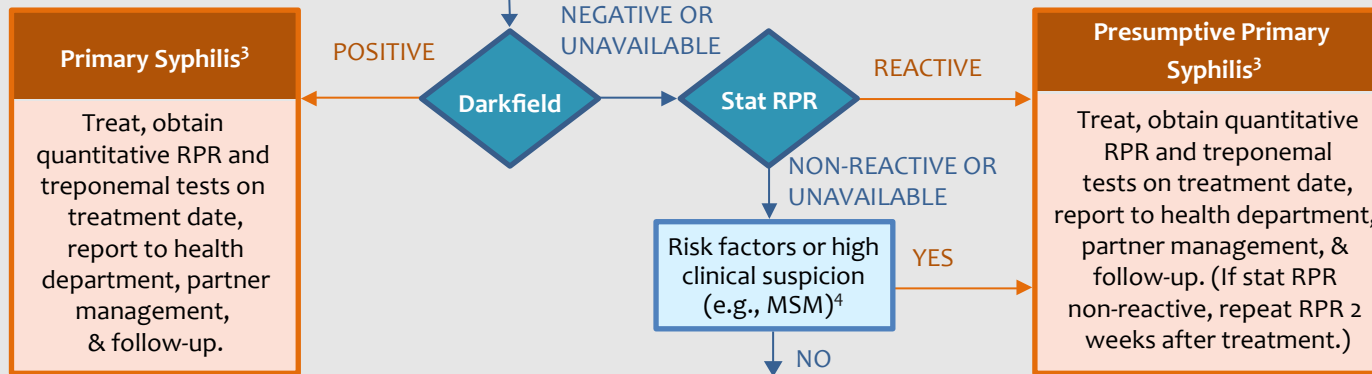 Primary Syphilis³
Treat, obtain
quantitative RPR and
treponemal tests on
treatment date,
report to health
department, partner
management,
& follow-up.
POSITIVE
Darkfield
NEGATIVE OR
UNAVAILABLE
Stat RPR
REACTIVE
NON-REACTIVE OR
UNAVAILABLE
Risk factors or high
clinical suspicion
(e.g., MSM)⁴
YES
NO
Presumptive Primary
Syphilis³
Treat, obtain quantitative
RPR and treponemal
tests on treatment date,
report to health department,
partner management, &
follow-up. (If stat RPR
non-reactive, repeat RPR 2
weeks after treatment.)